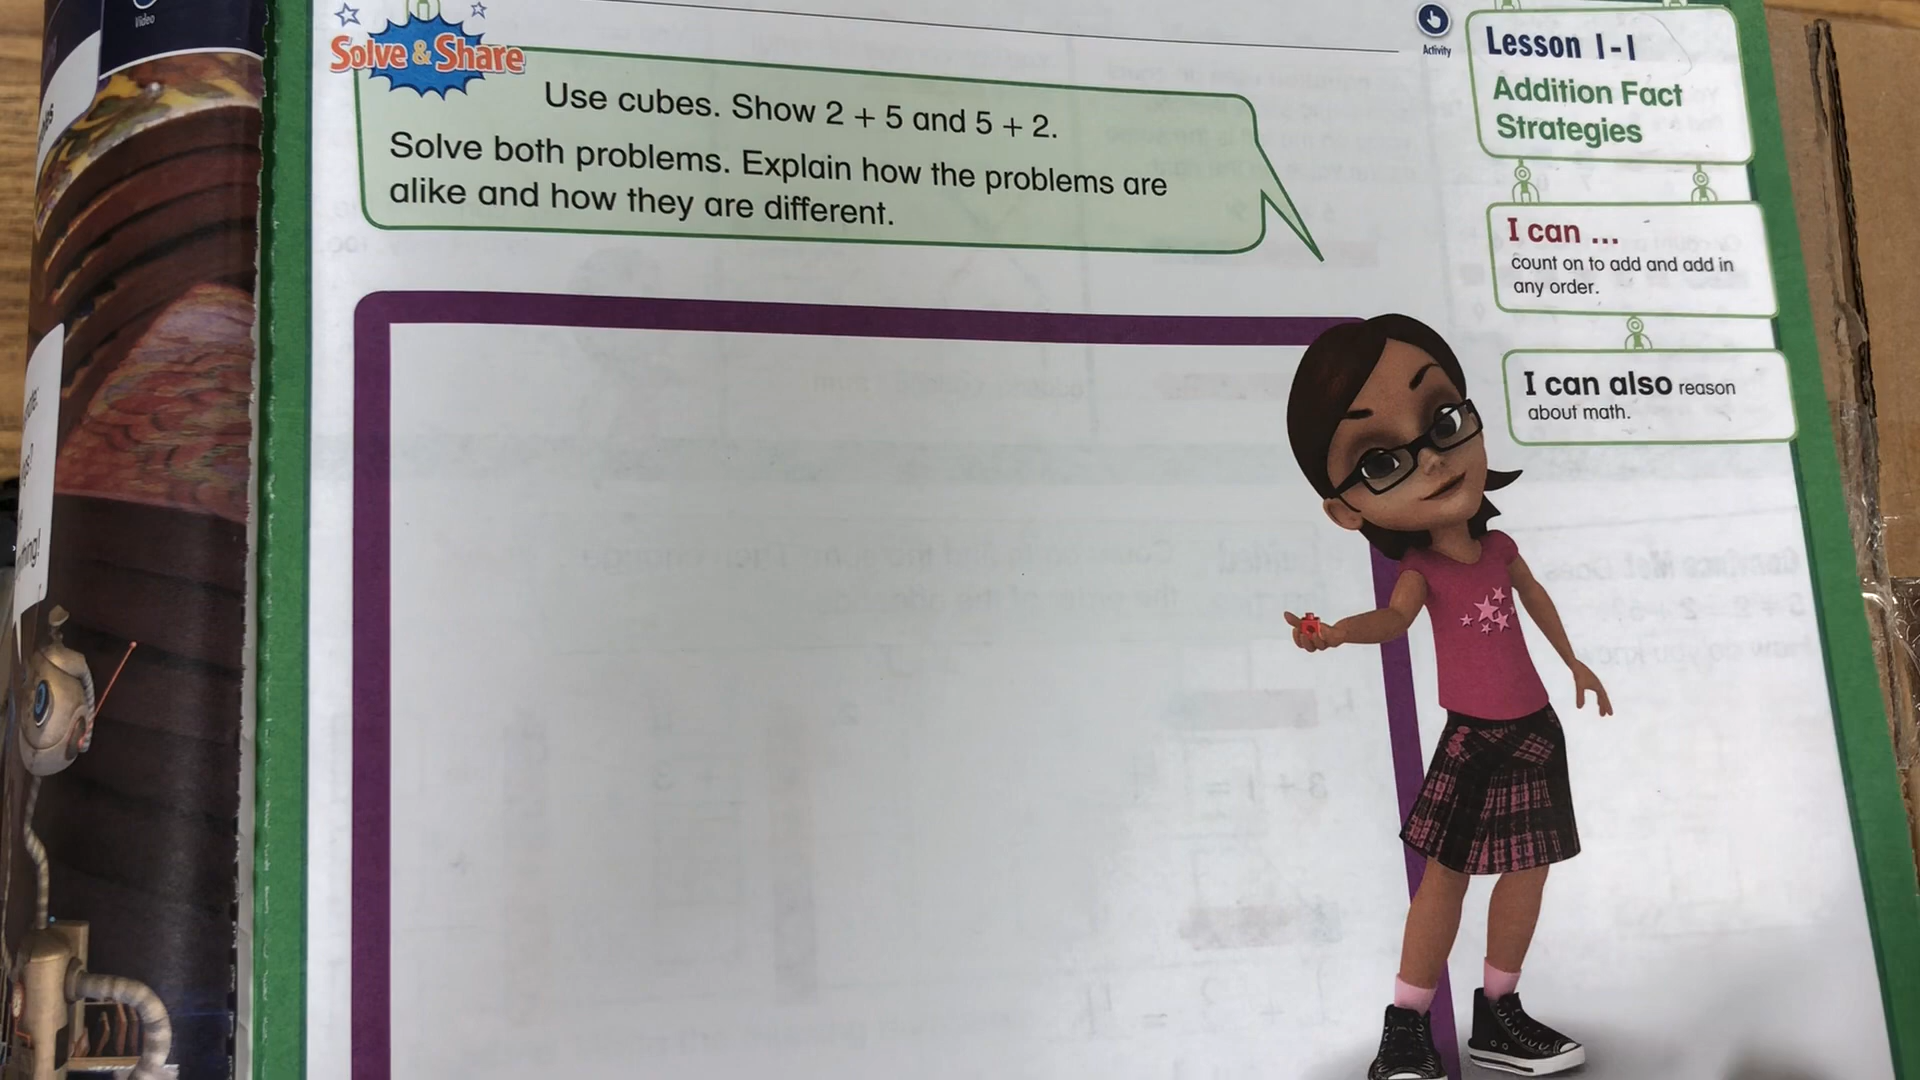 Video
Solve & Share
Activity
Lesson 1-1
Addition Fact
Strategies
Use cubes. Show 2 + 5 and 5 + 2.
Solve both problems. Explain how the problems are
alike and how they are different.
I can ...
count on to add and add in
any order.
I can also reason
about math.